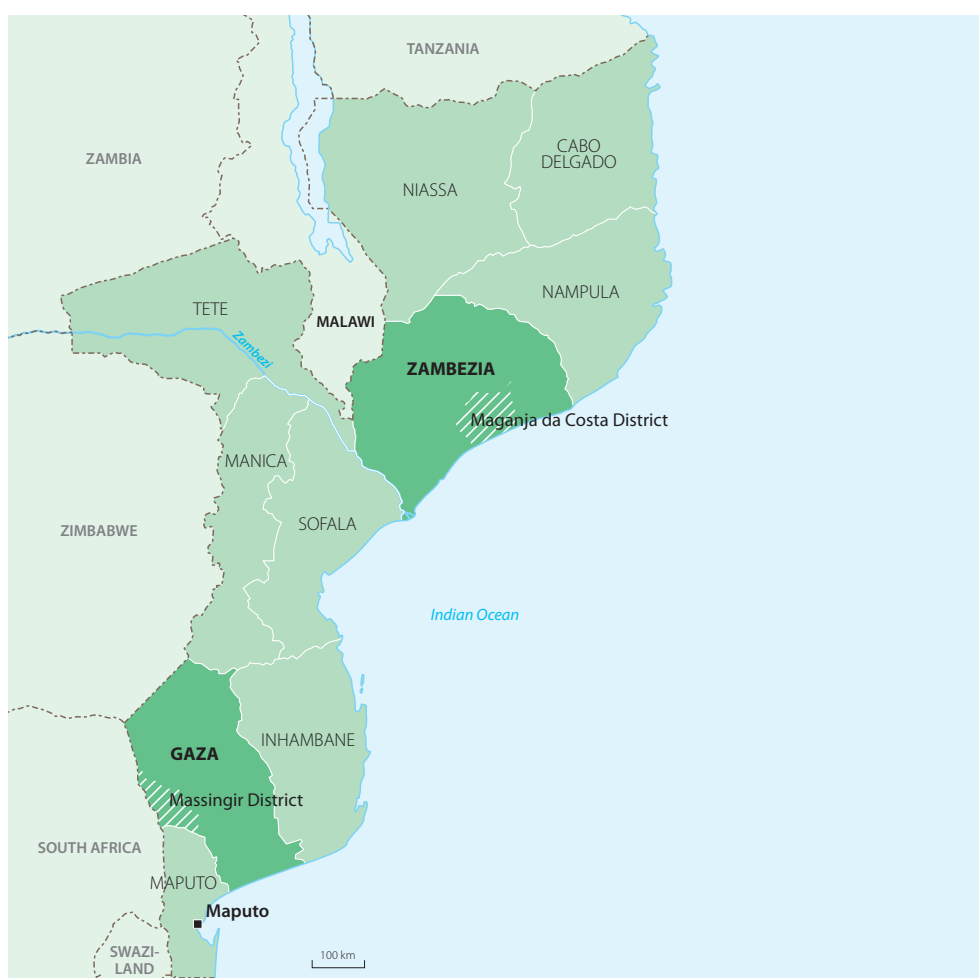 TANZANIA
ZAMBIA
CABO
DELGADO
NIASSA
NAMPULA
TETE
MALAWI
Zambezi
ZAMBEZIA
Maganja da Costa District
MANICA
SOFALA
ZIMBABWE
Indian Ocean
INHAMBANE
GAZA
Massingir District
SOUTH AFRICA
MAPUTO
Maputo
SWAZI-
LAND
100 km